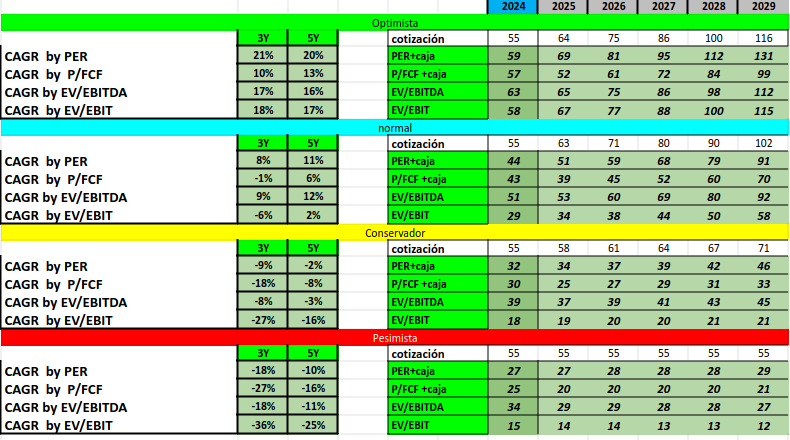 2024 2025 2026 2027 2028 2029
Optimista
3Y 5Y cotización 55 64 75 86 100 116
CAGR by PER 21% 20% PER+caja 59 69 81 95 112 131
CAGR by P/FCF 10% 13% P/FCF +caja 57 52 61 72 84 99
CAGR by EV/EBITDA 17% 16% EV/EBITDA 63 65 75 86 98 112
CAGR by EV/EBIT 18% 17% EV/EBIT 58 67 77 88 100 115
normal
3Y 5Y cotización 55 63 71 80 90 102
CAGR by PER 8% 11% PER+caja 44 51 59 68 79 91
CAGR by P/FCF -1% 6% P/FCF +caja 43 39 45 52 60 70
CAGR by EV/EBITDA 9% 12% EV/EBITDA 51 53 60 69 80 92
CAGR by EV/EBIT -6% 2% EV/EBIT 29 34 38 44 50 58
Conservador
3Y 5Y cotización 55 58 61 64 67 71
CAGR by PER -9% -2% PER+caja 32 34 37 39 42 46
CAGR by P/FCF -18% -8% P/FCF +caja 30 25 27 29 31 33
CAGR by EV/EBITDA -8% -3% EV/EBITDA 39 37 39 41 43 45
CAGR by EV/EBIT -27% -16% EV/EBIT 18 19 20 20 21 21
Pesimista
3Y 5Y cotización 55 55 55 55 55 55
CAGR by PER -18% -10% PER+caja 27 27 28 28 28 29
CAGR by P/FCF -27% -16% P/FCF +caja 25 20 20 20 20 21
CAGR by EV/EBITDA -18% -11% EV/EBITDA 34 29 29 28 28 27
CAGR by EV/EBIT -36% -25% EV/EBIT 15 14 14 13 13 12